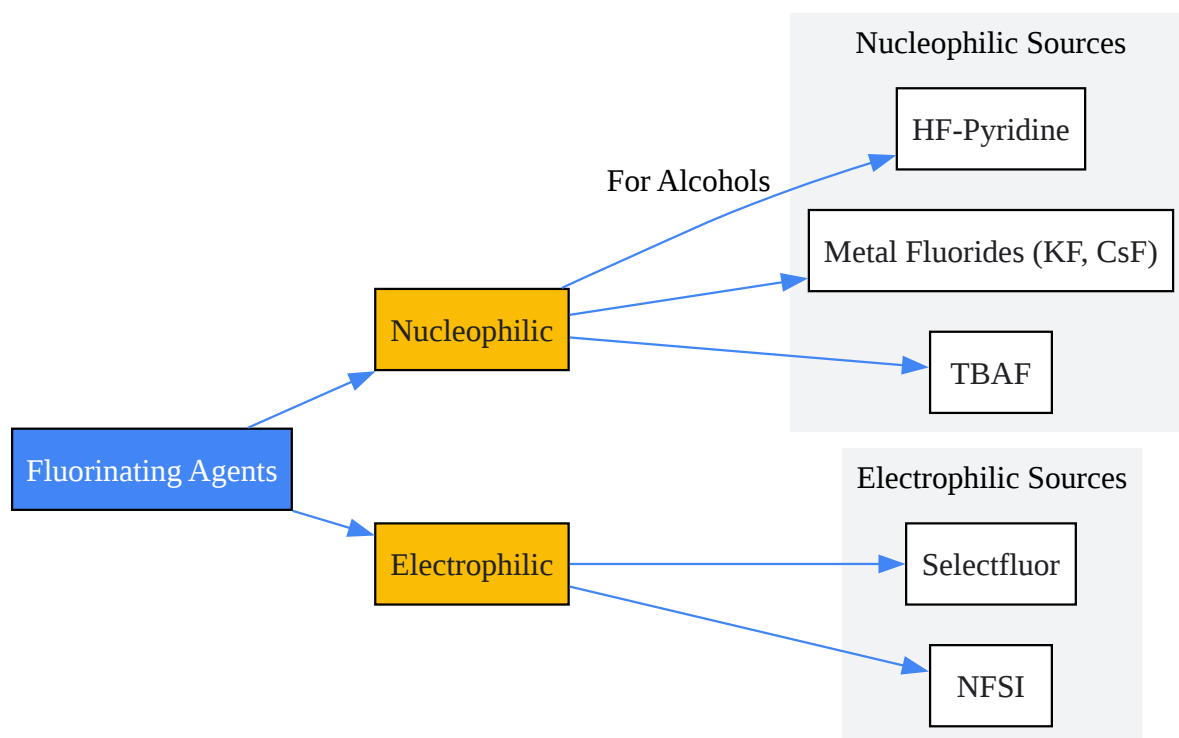 Nucleophilic Sources
HF-Pyridine
For Alcohols
Metal Fluorides (KF, CsF)
Nucleophilic
TBAF
Fluorinating Agents
Electrophilic Sources
Electrophilic
Selectfluor
NFSI